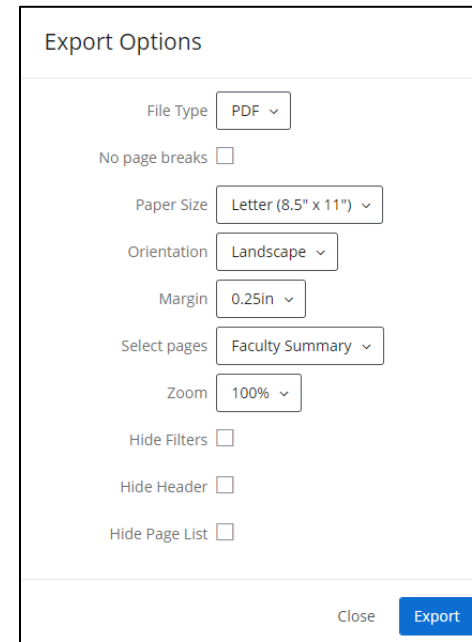 Export Options
File Type PDF
No page breaks
Paper Size Letter (8.5" x 11")
Orientation Landscape
Margin 0.25in
Select pages Faculty Summary
Zoom 100%
Hide Filters
Hide Header
Hide Page List
Close Export